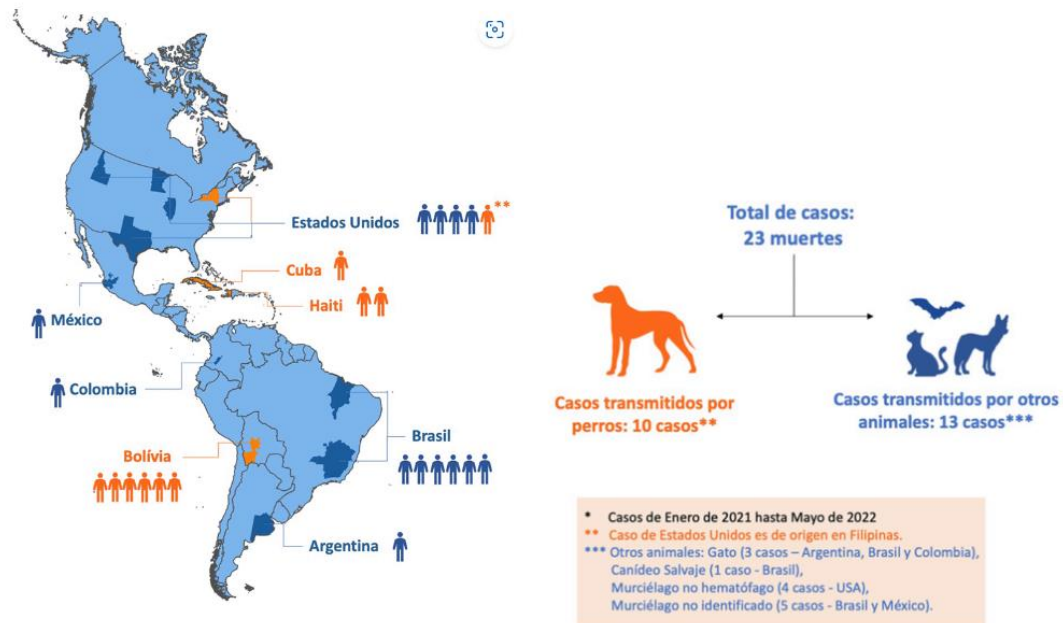 Estados Unidos
**
Cuba
Haiti
México
Colombia
Brasil
Bolívia
Argentina
Total de casos:
23 muertes
Casos transmitidos por
perros: 10 casos**
Casos transmitidos por otros
animales: 13 casos***
* Casos de Enero de 2021 hasta Mayo de 2022
** Caso de Estados Unidos es de origen en Filipinas.
*** Otros animales: Gato (3 casos – Argentina, Brasil y Colombia),
Canídeo Salvaje (1 caso - Brasil),
Murciélago no hematófago (4 casos - USA),
Murciélago no identificado (5 casos - Brasil y México).